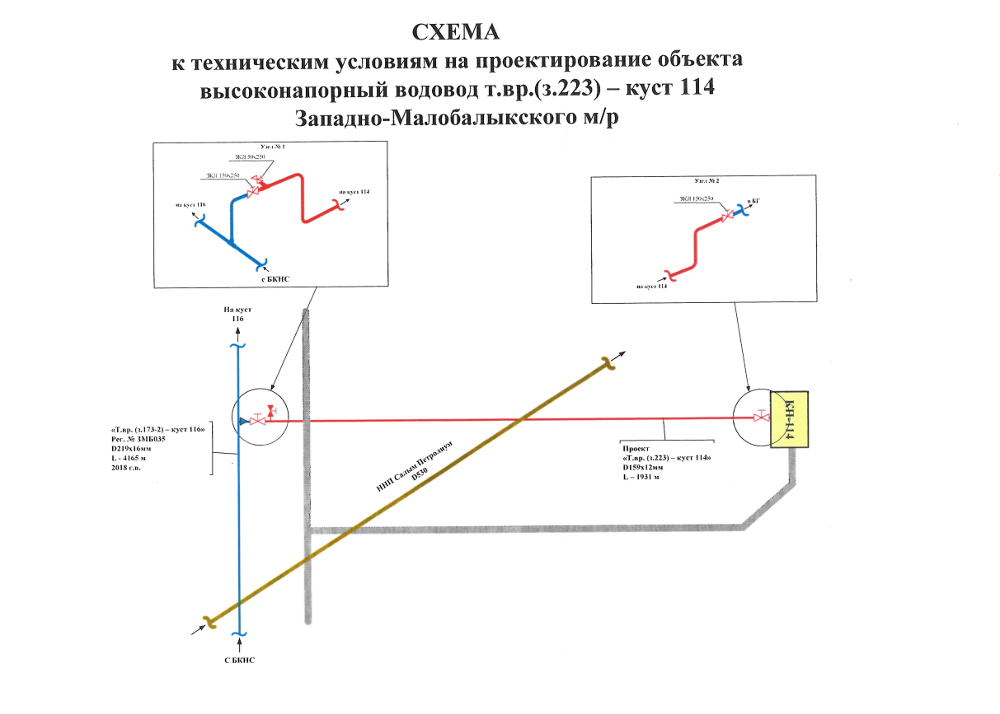 СХЕМА
к техническим условиям на проектирование объекта
высоконапорный водовод т.вр.(з.223) – куст 114
Западно-Малобалыкского м/р
Узел № 1
ЗКЛ 50х250
ЗКЛ 150х250
на куст 116
на куст 114
с БКНС
Узел № 2
ЗКЛ 150х250
в БГ
на куст 114
На куст
116
«Т.вр. (з.173-2) – куст 116»
Рег. № ЗМБ035
D219х16мм
L - 4165 м
2018 г.в.
ННП Салым Петролиум
D530
Проект
«Т.вр. (з.223) – куст 114»
D159х12мм
L – 1931 м
КП-114
С БКНС